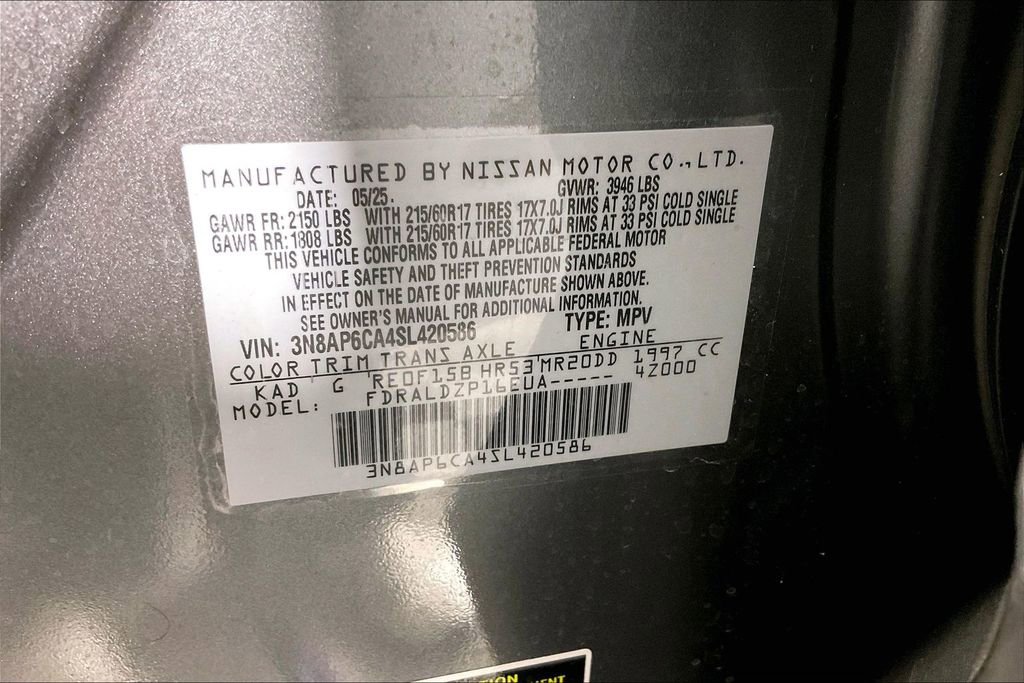 MANUFACTURED BY NISSAN MOTOR CO.,LTD.
DATE: 05/25. GVWR: 3946 LBS
GAWR FR: 2150 LBS WITH 215/60R17 TIRES 17X7.0J RIMS AT 33 PSI COLD SINGLE
GAWR RR: 1808 LBS WITH 215/60R17 TIRES 17X7.0J RIMS AT 33 PSI COLD SINGLE
THIS VEHICLE CONFORMS TO ALL APPLICABLE FEDERAL MOTOR
VEHICLE SAFETY AND THEFT PREVENTION STANDARDS
IN EFFECT ON THE DATE OF MANUFACTURE SHOWN ABOVE.
SEE OWNER'S MANUAL FOR ADDITIONAL INFORMATION.
VIN: 3N8AP6CA4SL420586 TYPE: MPV
COLOR TRIM TRANS AXLE ENGINE
KAD G RE0F15B HR53 MR20DD 1997 CC
MODEL: FDRALDZP16EUA----- 4Z000
3N8AP6CA4SL420586